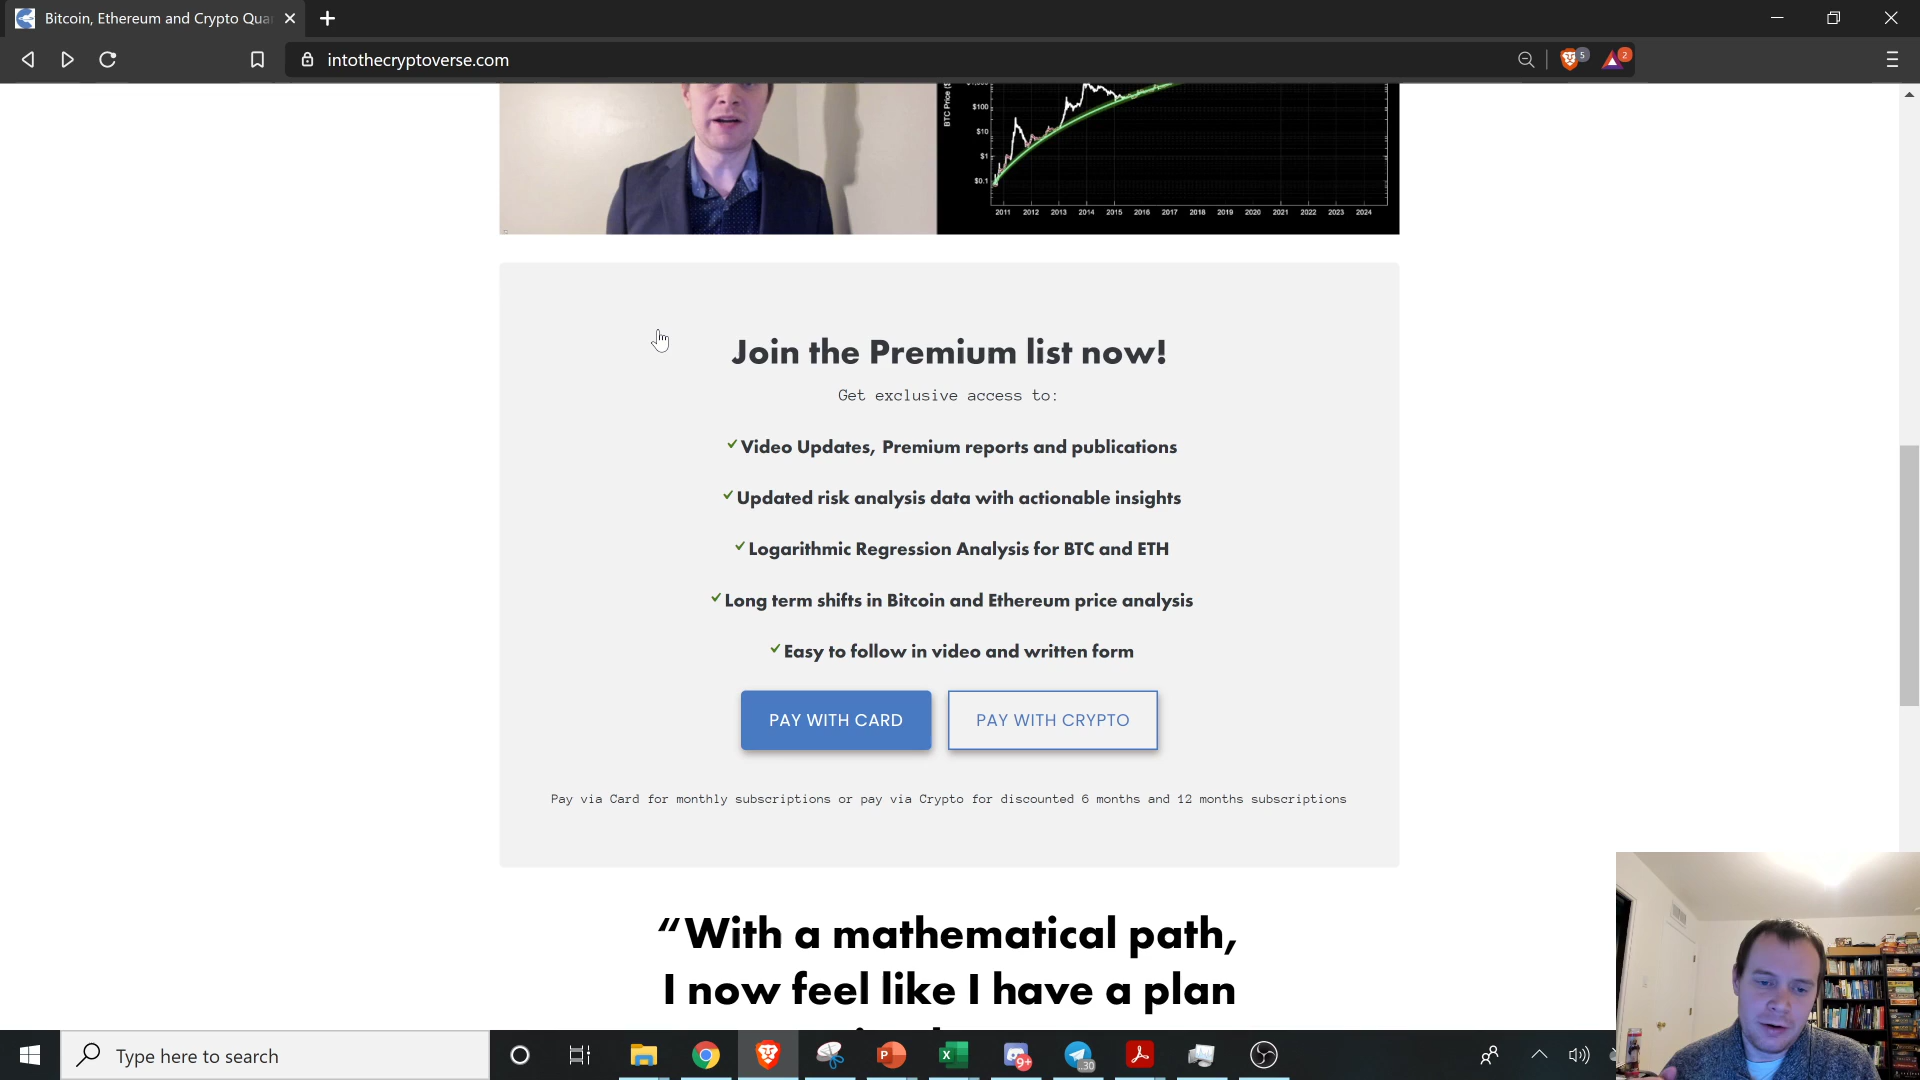 Bitcoin, Ethereum and Crypto Qua
intothecryptoverse.com
5
2
BTC Price ($
$100
$10
$1
$0.1
2011 2012 2013 2014 2015 2016 2017 2018 2019 2020 2021 2022 2023 2024
Join the Premium list now!
Get exclusive access to:
Video Updates, Premium reports and publications
Updated risk analysis data with actionable insights
Logarithmic Regression Analysis for BTC and ETH
Long term shifts in Bitcoin and Ethereum price analysis
Easy to follow in video and written form
PAY WITH CARD
PAY WITH CRYPTO
Pay via Card for monthly subscriptions or pay via Crypto for discounted 6 months and 12 months subscriptions
“With a mathematical path,
I now feel like I have a plan
Type here to search
P
X
9+
30